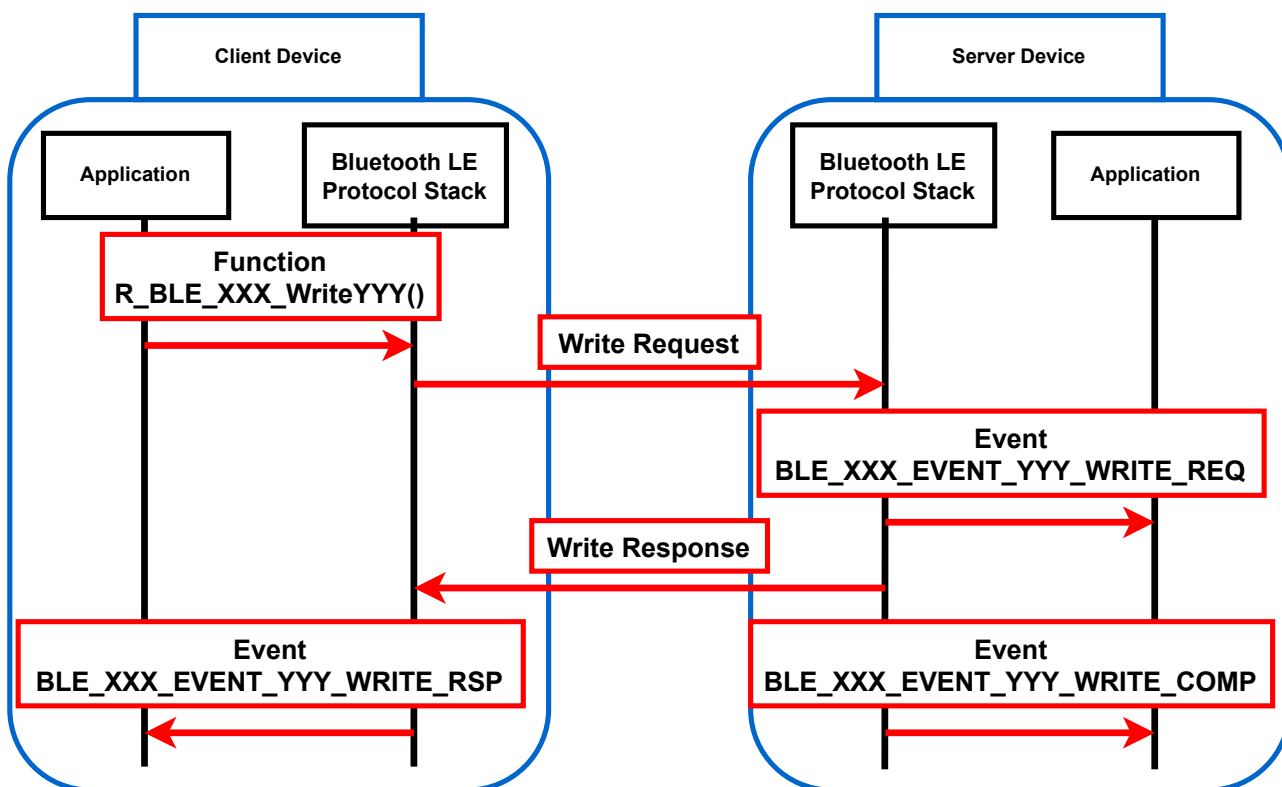 Client Device
Server Device
Application
Bluetooth LE
Protocol Stack
Bluetooth LE
Protocol Stack
Application
Function
R_BLE_XXX_WriteYYY()
Write Request
Event
BLE_XXX_EVENT_YYY_WRITE_REQ
Write Response
Event
BLE_XXX_EVENT_YYY_WRITE_RSP
Event
BLE_XXX_EVENT_YYY_WRITE_COMP